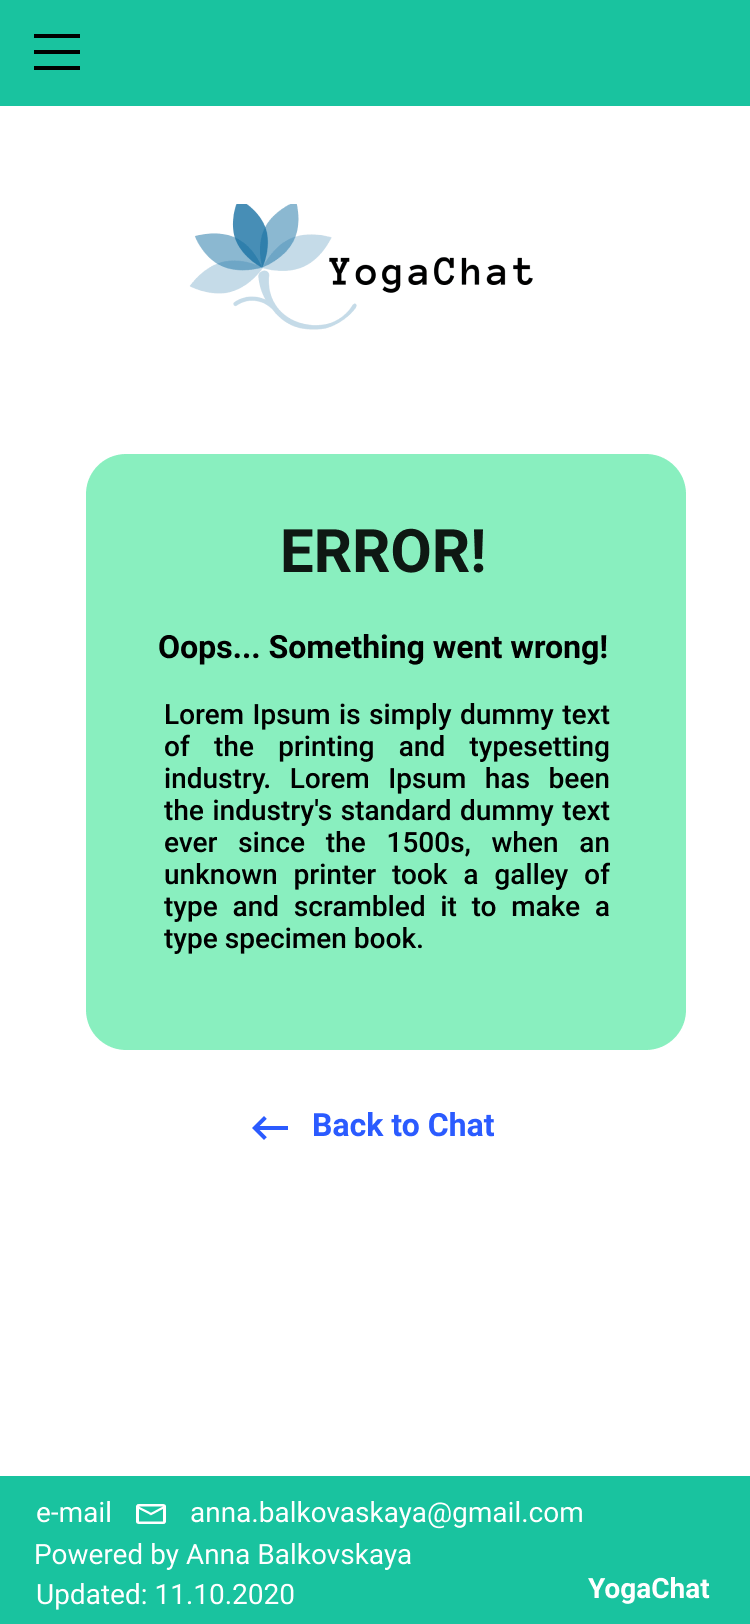 YogaChat
ERROR!
Oops... Something went wrong!
Lorem Ipsum is simply dummy text
of the printing and typesetting
industry. Lorem Ipsum has been
the industry's standard dummy text
ever since the 1500s, when an
unknown printer took a galley of
type and scrambled it to make a
type specimen book.
Back to Chat
e-mail anna.balkovaskaya@gmail.com
Powered by Anna Balkovskaya
Updated: 11.10.2020
YogaChat